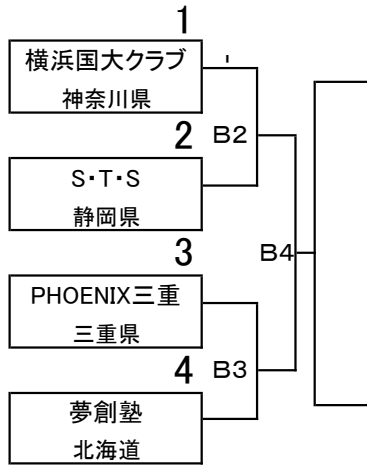 1
横浜国大クラブ
神奈川県
2
B2
S・T・S
静岡県
3
B4
PHOENIX三重
三重県
4
B3
夢創塾
北海道